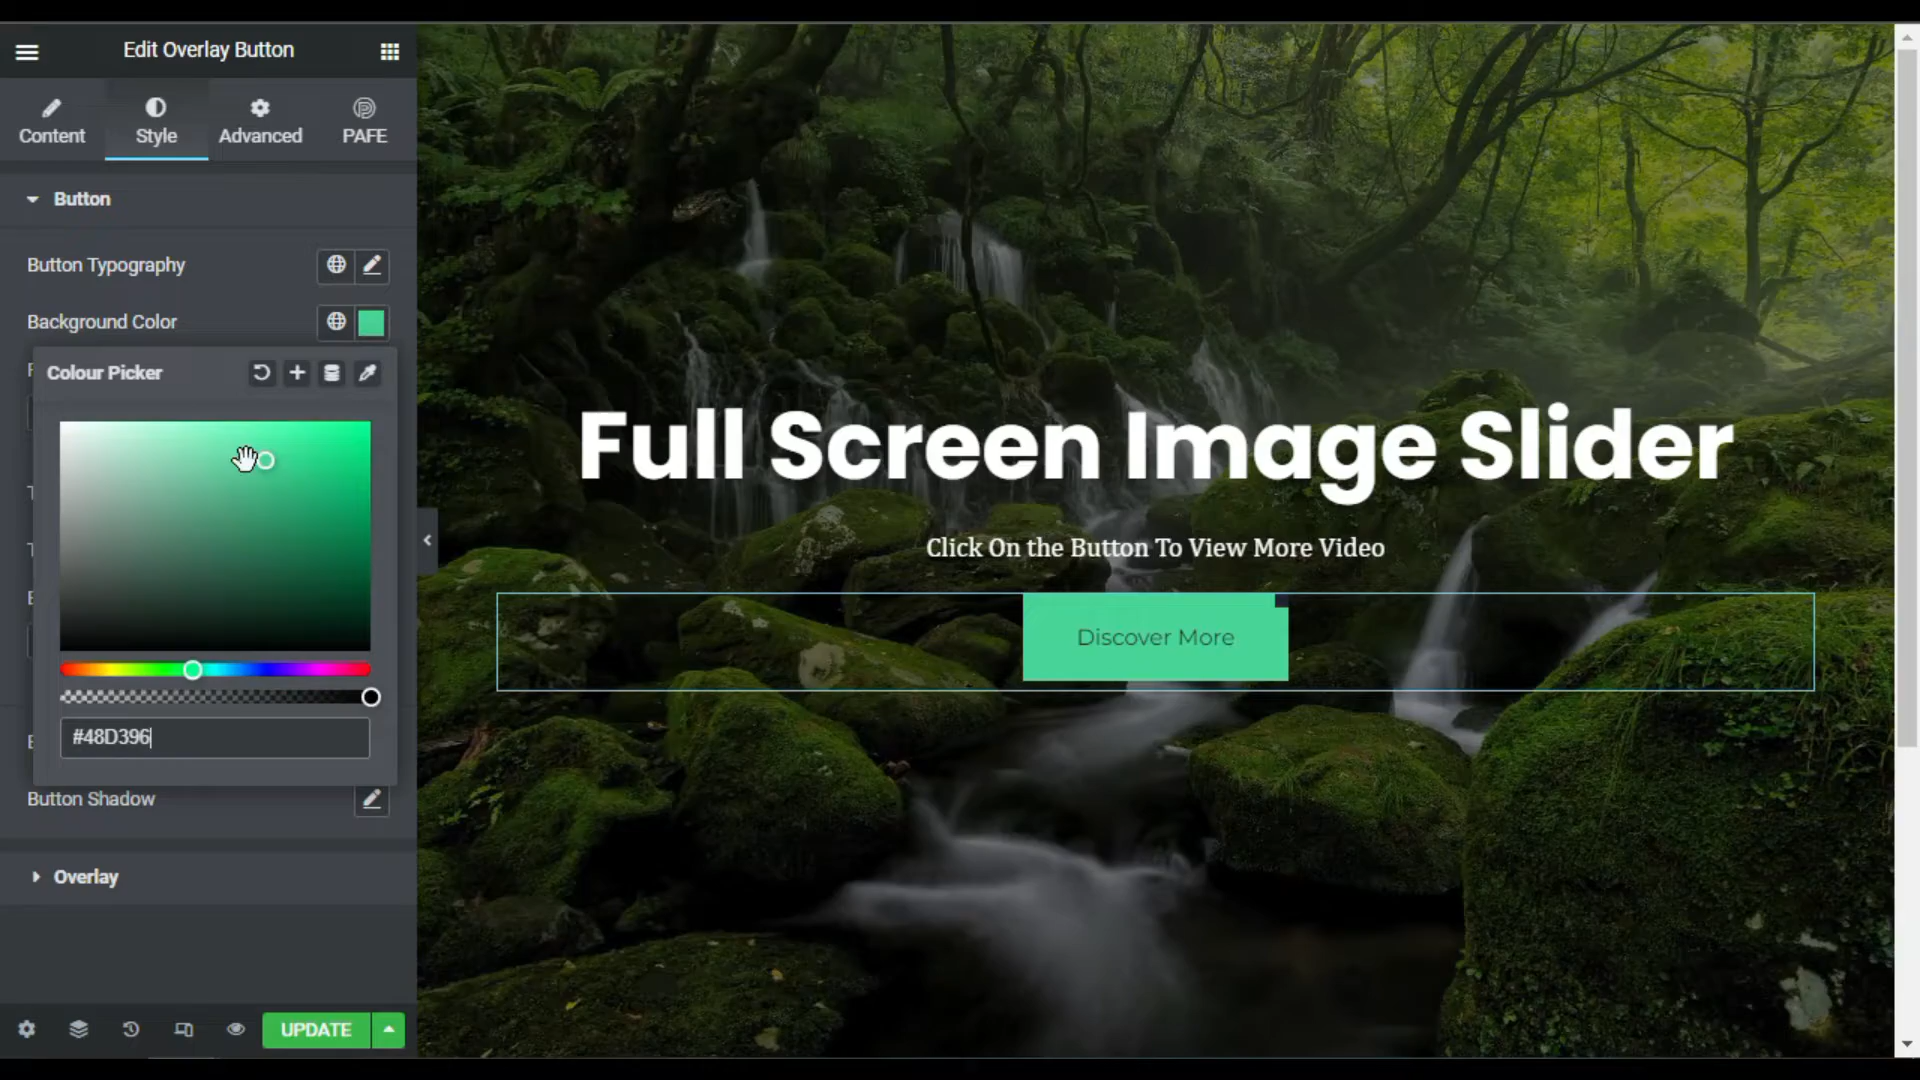 Edit Overlay Button
Content
Style
Advanced
PAFE
Button
Button Typography
Background Color
Colour Picker
#48D396
Button Shadow
Overlay
UPDATE
Full Screen Image Slider
Click On the Button To View More Video
Discover More